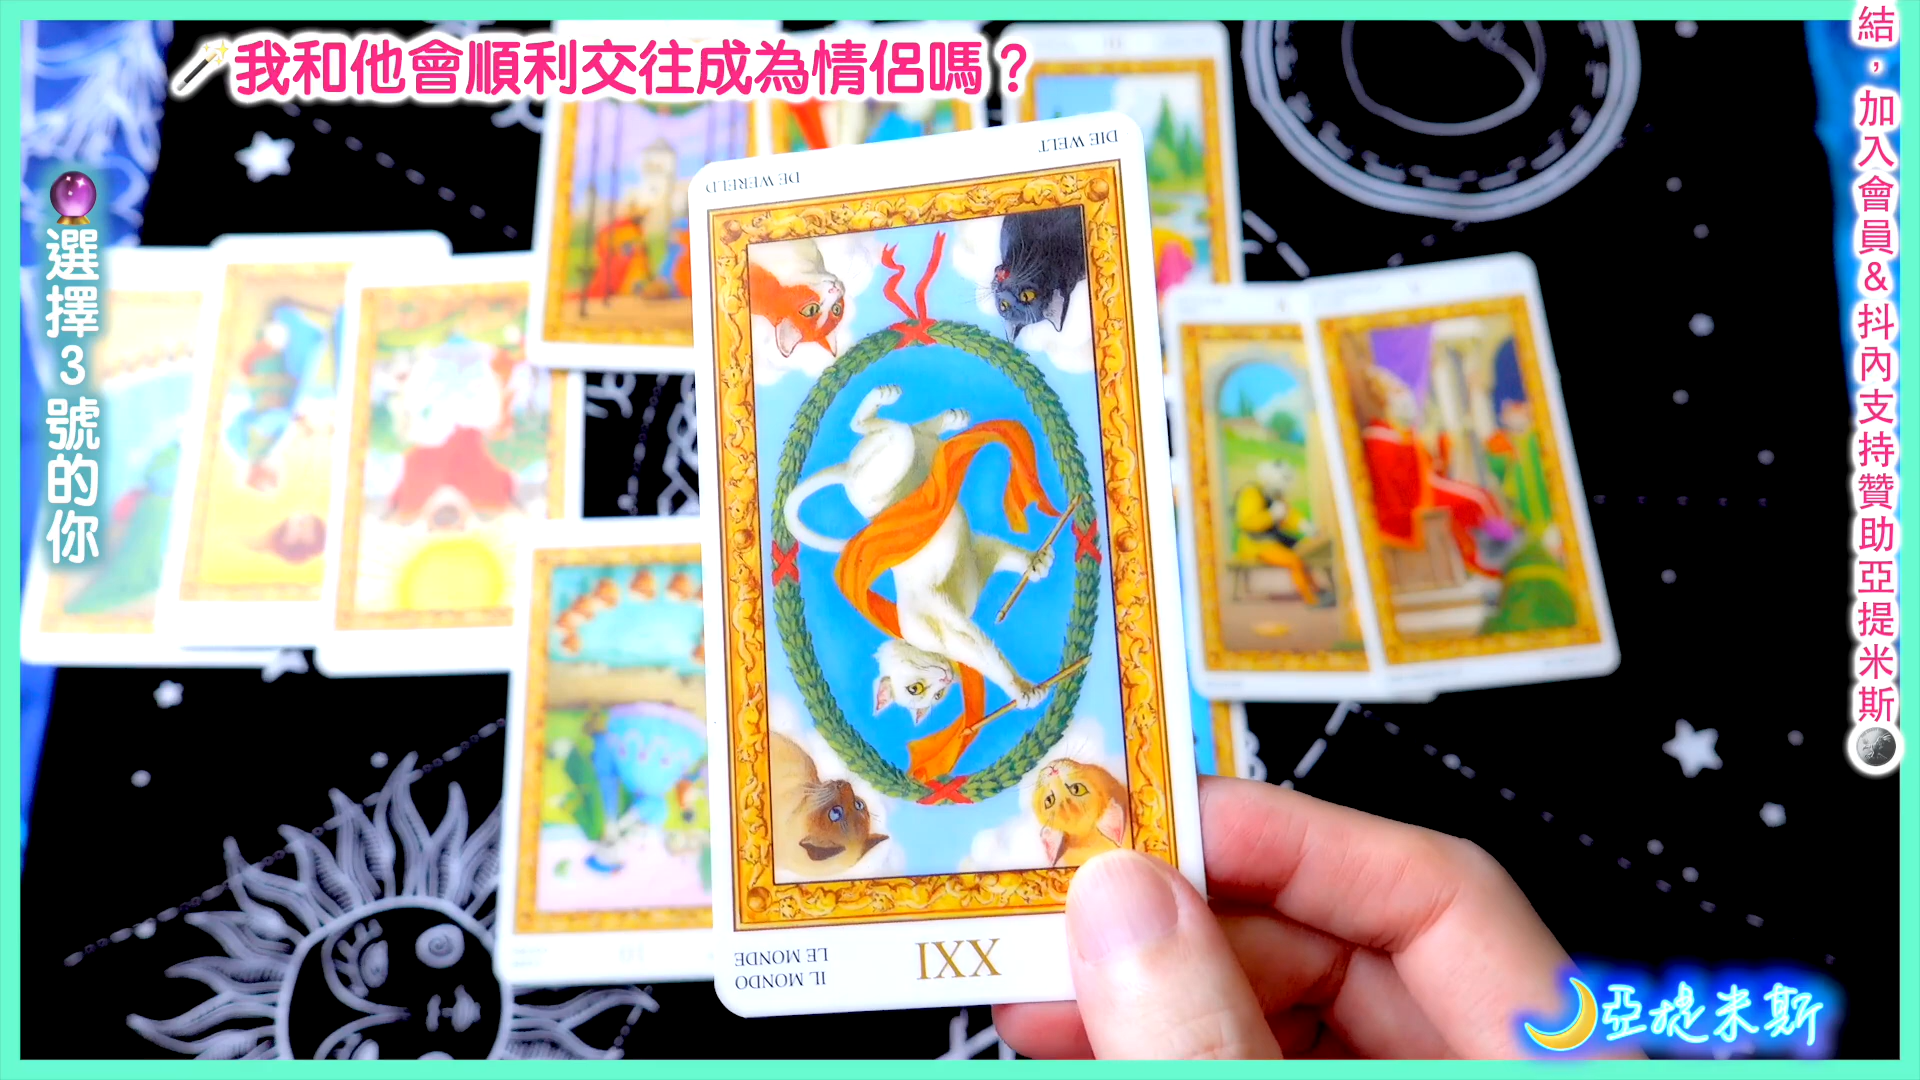 我和他會順利交往成為情侶嗎？
選擇3號的你
結，加入會員&抖內支持贊助亞提米斯
DE WERELD
DIE WELT
XXI
IL MONDO
LE MONDE
亞提米斯